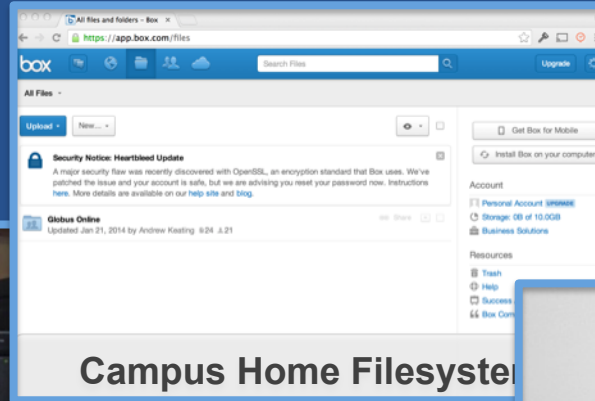 All files and folders - Box
https://app.box.com/files
box
Search Files
Upgrade
All Files
Upload
New...
Get Box for Mobile
Install Box on your computer
Security Notice: Heartbleed Update
A major security flaw was recently discovered with OpenSSL, an encryption standard that Box uses. We've
patched the issue and your account is safe, but we are advising you reset your password now. Instructions
here. More details are available on our help site and blog.
Account
Personal Account UPGRADE
Storage: 0B of 10.0GB
Business Solutions
Globus Online
Share
Updated Jan 21, 2014 by Andrew Keating 24 21
Resources
Trash
Help
Success
Box Com
Campus Home Filesyste